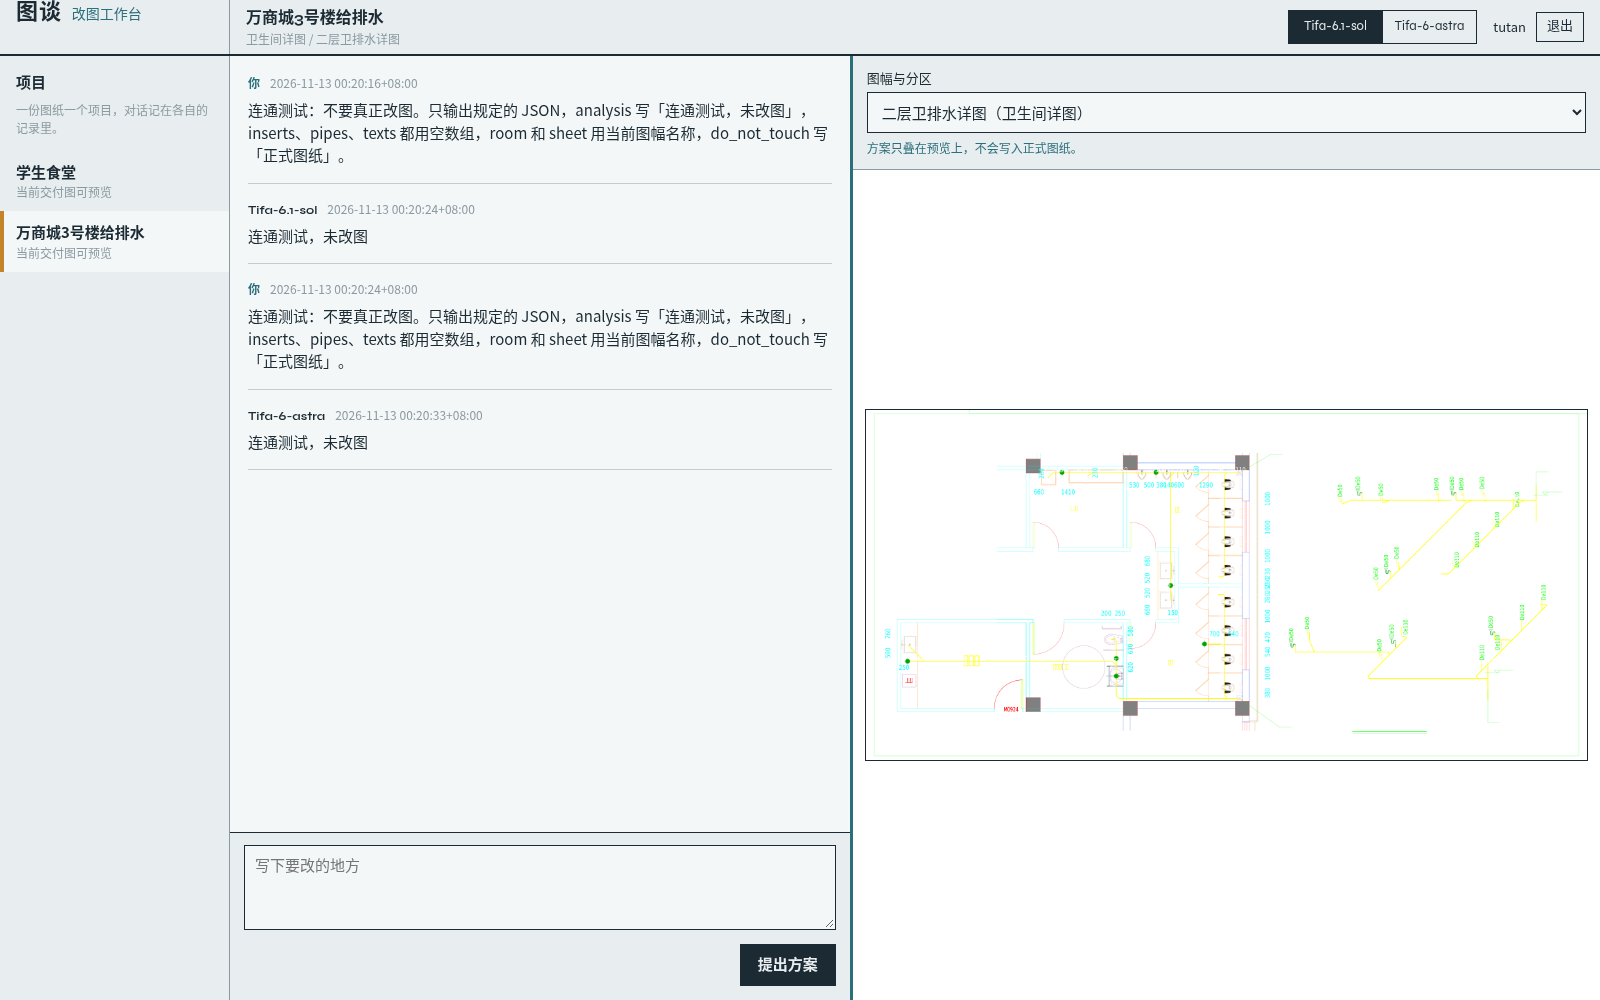 图谈 改图工作台
万商城3号楼给排水
卫生间详图 / 二层卫排水详图
Tifa-6.1-sol
Tifa-6-astra
tutan
退出
项目
一份图纸一个项目，对话记在各自的
记录里。
学生食堂
当前交付图可预览
万商城3号楼给排水
当前交付图可预览
你 2026-11-13 00:20:16+08:00
连通测试：不要真正改图。只输出规定的 JSON，analysis 写「连通测试，未改图」，
inserts、pipes、texts 都用空数组，room 和 sheet 用当前图幅名称，do_not_touch 写
「正式图纸」。
Tifa-6.1-sol 2026-11-13 00:20:24+08:00
连通测试，未改图
你 2026-11-13 00:20:24+08:00
连通测试：不要真正改图。只输出规定的 JSON，analysis 写「连通测试，未改图」，
inserts、pipes、texts 都用空数组，room 和 sheet 用当前图幅名称，do_not_touch 写
「正式图纸」。
Tifa-6-astra 2026-11-13 00:20:33+08:00
连通测试，未改图
写下要改的地方
提出方案
图幅与分区
二层卫排水详图（卫生间详图）
方案只叠在预览上，不会写入正式图纸。
660 1410
1290
200 250
150
250
700
M0924